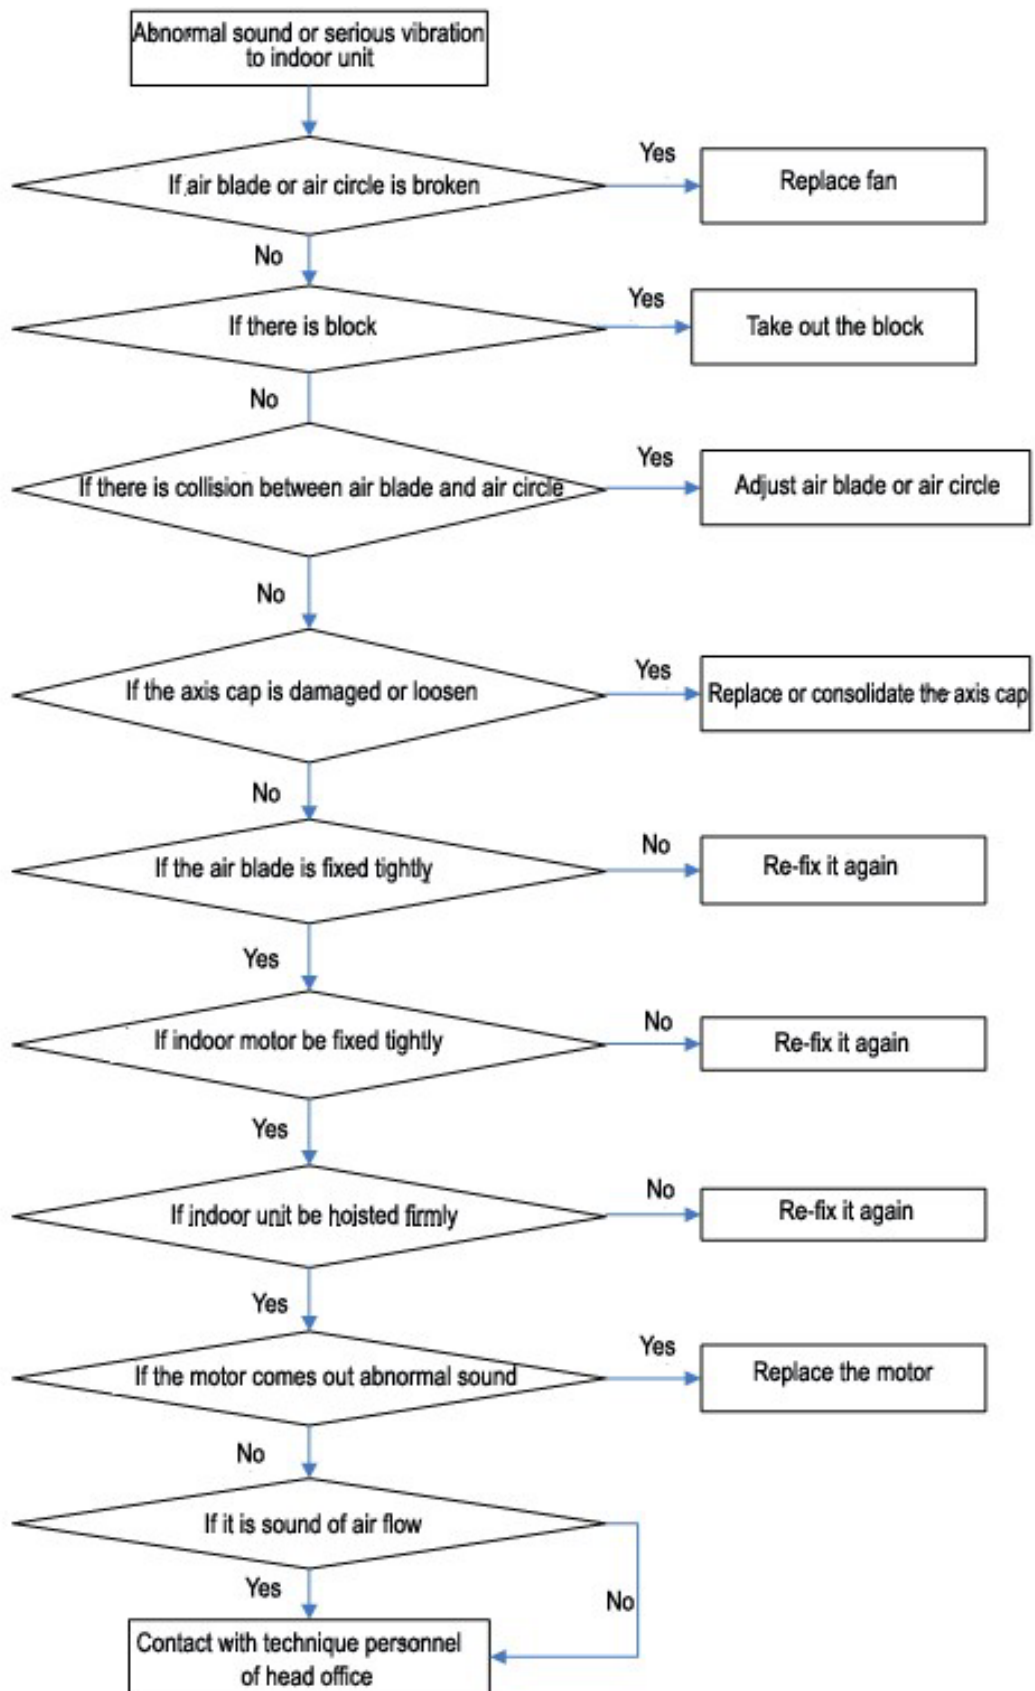 Abnormal sound or serious vibration
to indoor unit
If air blade or air circle is broken
Yes
Replace fan
No
If there is block
Yes
Take out the block
No
If there is collision between air blade and air circle
Yes
Adjust air blade or air circle
No
If the axis cap is damaged or loosen
Yes
Replace or consolidate the axis cap
No
If the air blade is fixed tightly
No
Re-fix it again
Yes
If indoor motor be fixed tightly
No
Re-fix it again
Yes
If indoor unit be hoisted firmly
No
Re-fix it again
Yes
If the motor comes out abnormal sound
Yes
Replace the motor
No
If it is sound of air flow
Yes
No
Contact with technique personnel
of head office